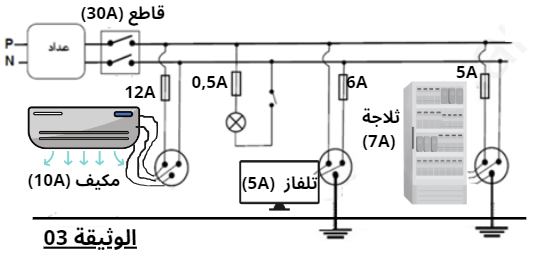 قاطع (30A)
P
عداد
N
12A
0,5A
6A
5A
ثلاجة
(7A)
مكيف (10A)
تلفاز (5A)
الوثيقة 03